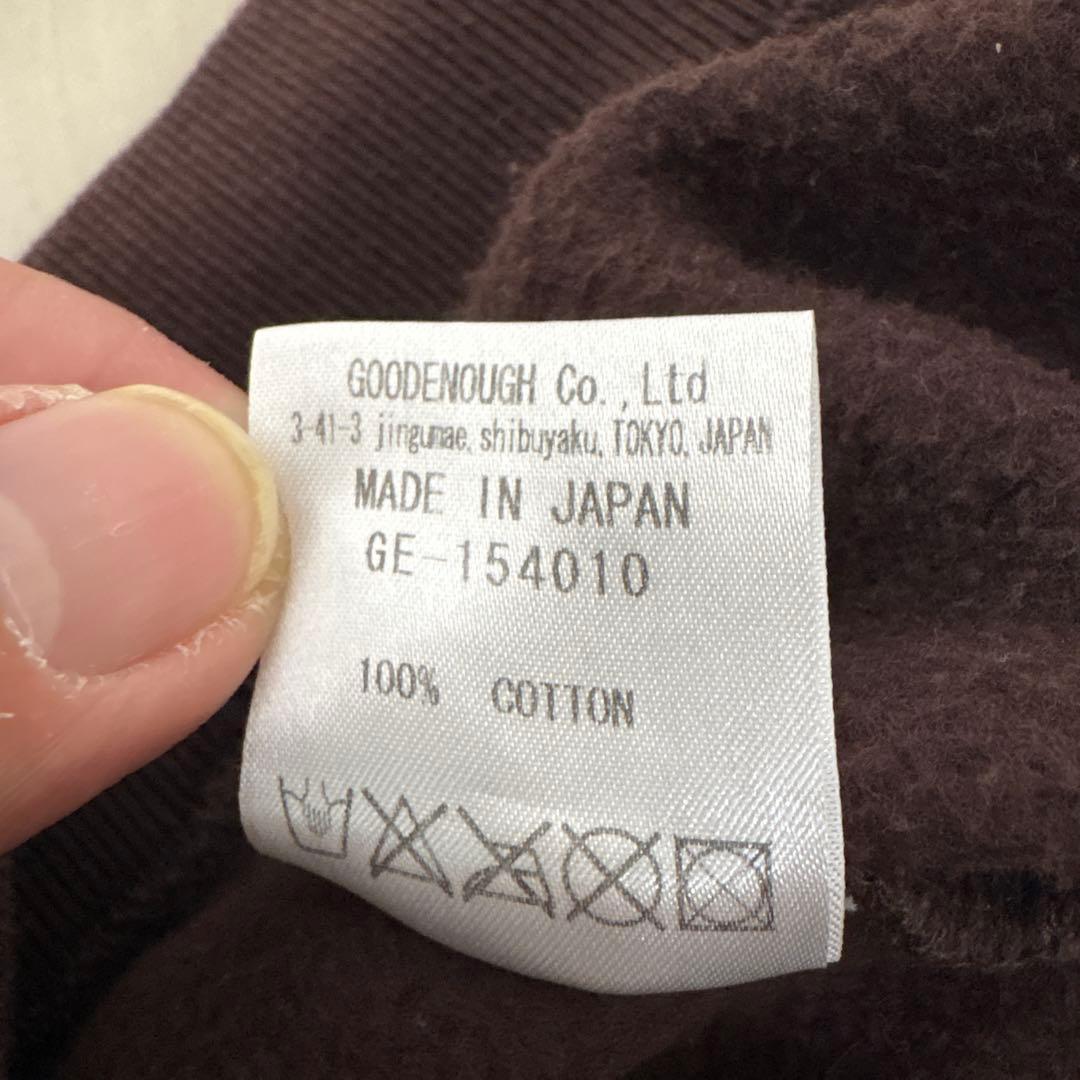 GOODENOUGH Co.,Ltd
3-41-3 jingumae, shibuyaku, TOKYO, JAPAN
MADE IN JAPAN
GE-154010
100% COTTON